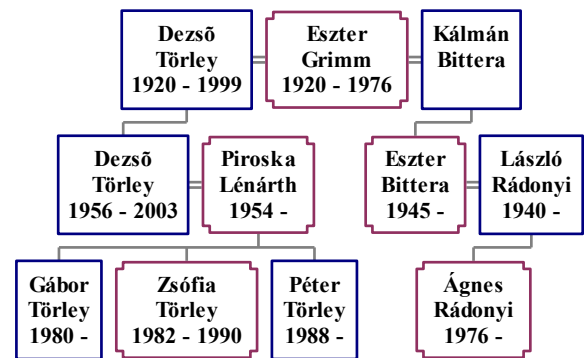 Dezsõ
Törley
1920 - 1999
Eszter
Grimm
1920 - 1976
Kálmán
Bittera
Dezsõ
Törley
1956 - 2003
Piroska
Lénárth
1954 -
Eszter
Bittera
1945 -
László
Rádonyi
1940 -
Gábor
Törley
1980 -
Zsófia
Törley
1982 - 1990
Péter
Törley
1988 -
Ágnes
Rádonyi
1976 -